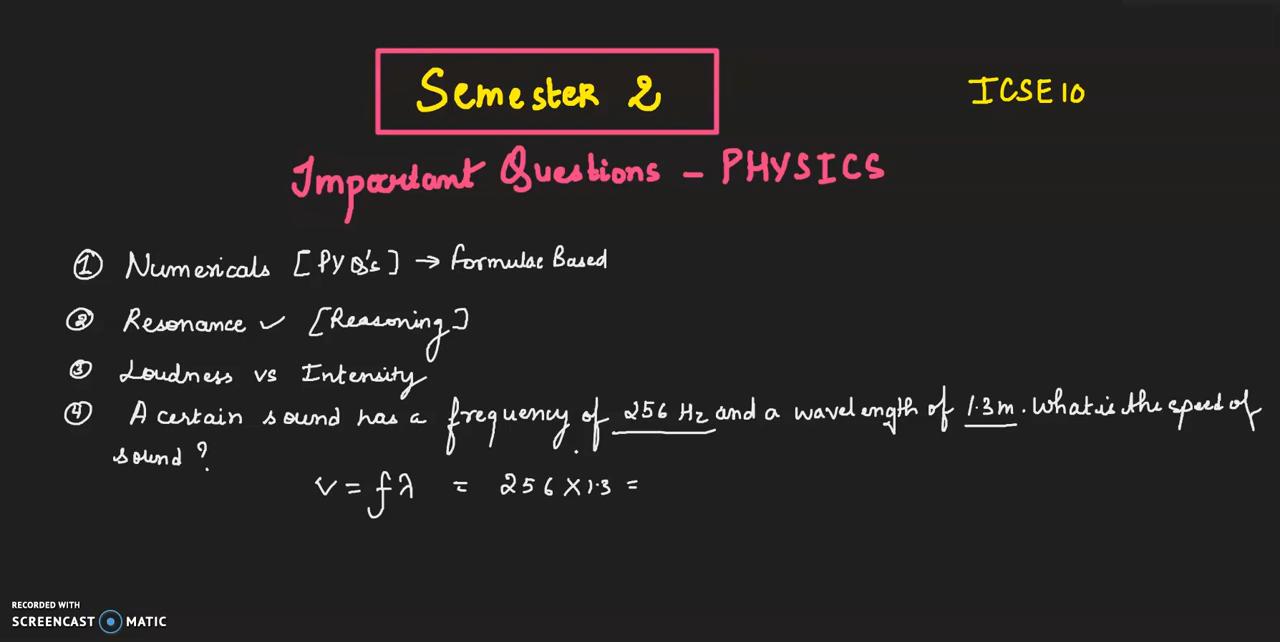 Semester 2
ICSE 10
Important Questions - PHYSICS
① Numericals [PYQ's] → Formulae Based
② Resonance ✓ [Reasoning]
③ Loudness vs Intensity
④ A certain sound has a frequency of 256 Hz and a wavelength of 1.3m. What is the speed of
sound?
V = fλ = 256 X 1.3 =
RECORDED WITH
SCREENCAST MATIC